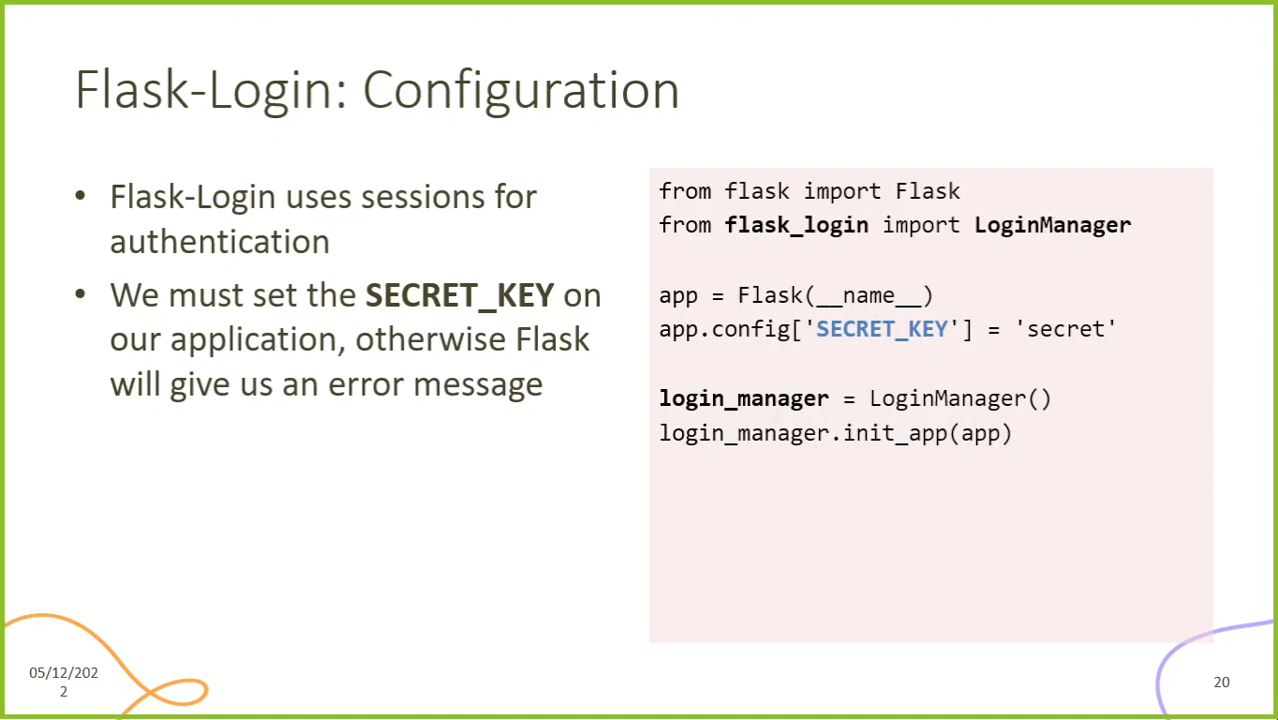 Flask-Login: Configuration
• Flask-Login uses sessions for
authentication
• We must set the SECRET_KEY on
our application, otherwise Flask
will give us an error message
from flask import Flask
from flask_login import LoginManager
app = Flask(__name__)
app.config['SECRET_KEY'] = 'secret'
login_manager = LoginManager()
login_manager.init_app(app)
05/12/202
2
20